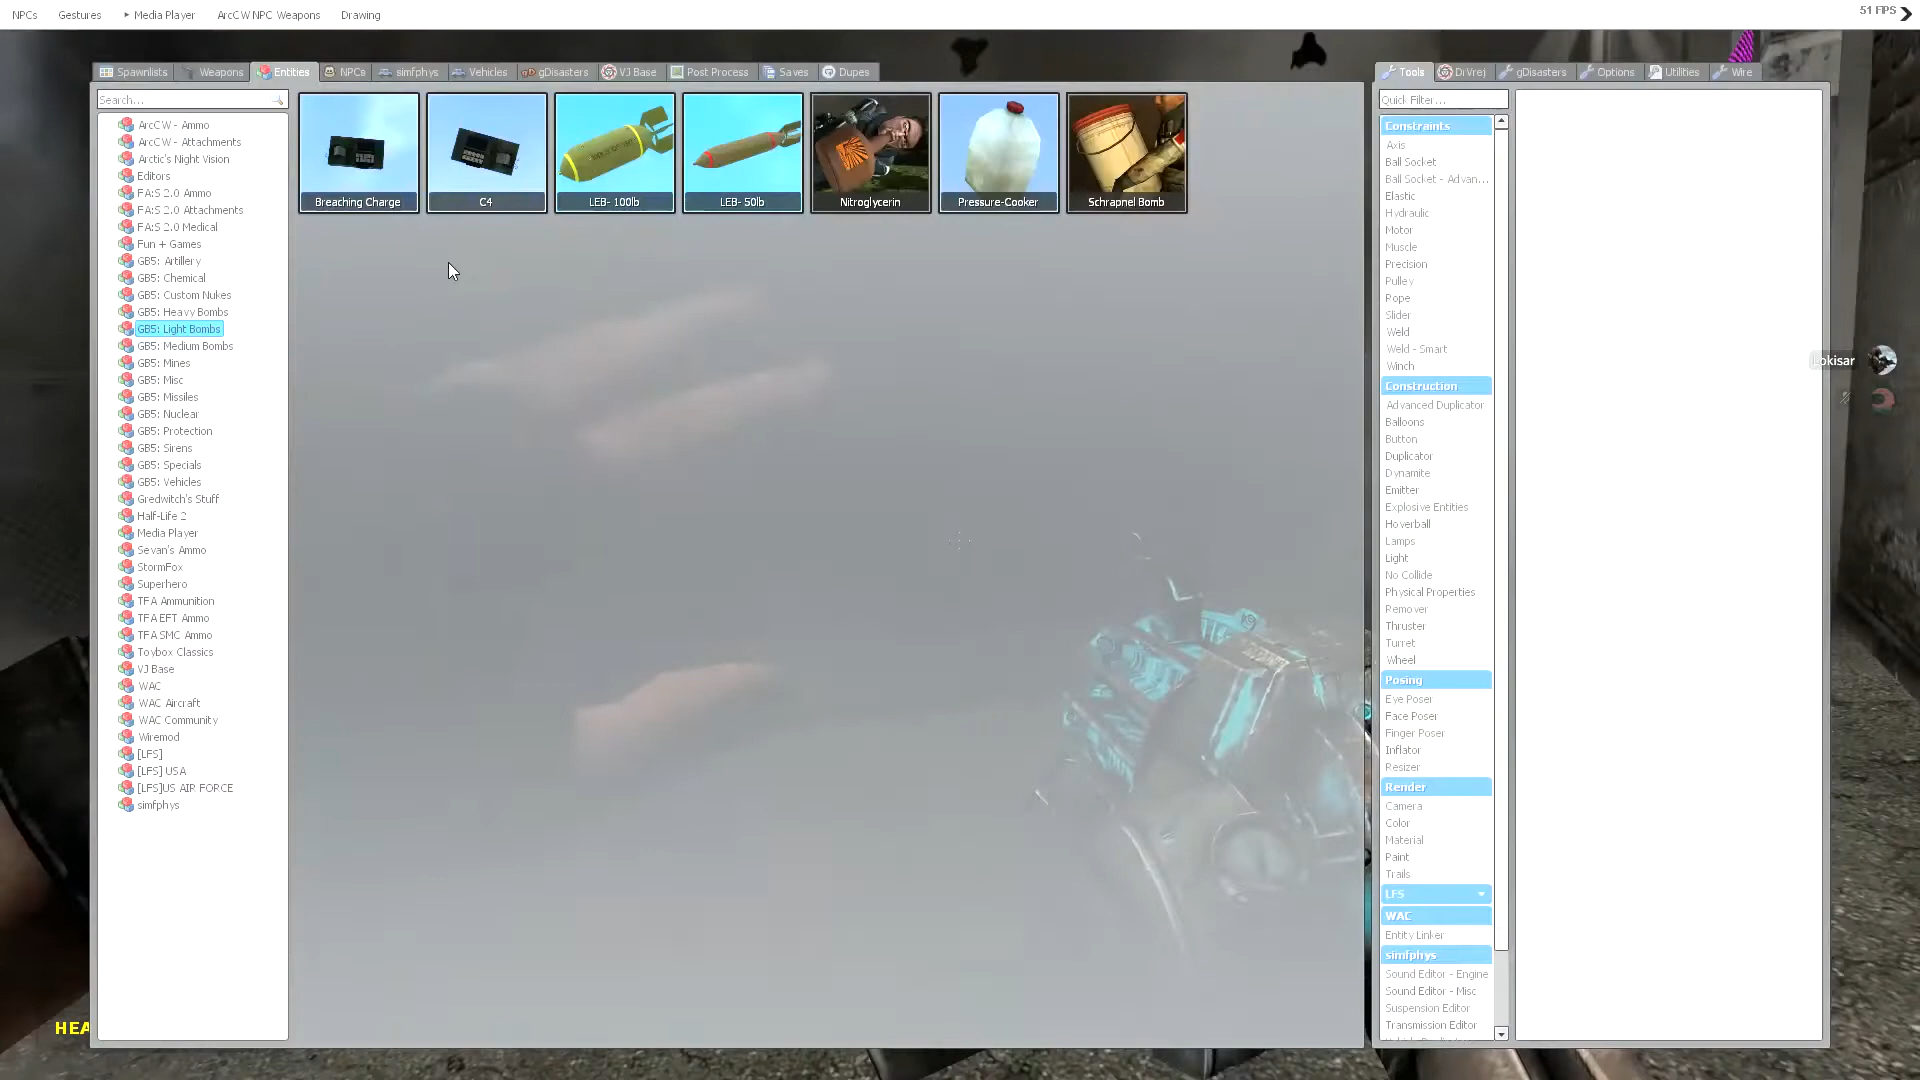 NPCs Gestures Media Player ArcCW NPC Weapons Drawing
51 FPS
Spawnlists Weapons Entities NPCs simfphys Vehicles gDisasters VJ Base Post Process Saves Dupes
Tools DrVrej gDisasters Options Utilities Wire
Search...
ArcCW - Ammo
ArcCW - Attachments
Arctic's Night Vision
Editors
FA:S 2.0 Ammo
FA:S 2.0 Attachments
FA:S 2.0 Medical
Fun + Games
GB5: Artillery
GB5: Chemical
GB5: Custom Nukes
GB5: Heavy Bombs
GB5: Light Bombs
GB5: Medium Bombs
GB5: Mines
GB5: Misc
GB5: Missiles
GB5: Nuclear
GB5: Protection
GB5: Sirens
GB5: Specials
GB5: Vehicles
Gredwitch's Stuff
Half-Life 2
Media Player
Sevan's Ammo
StormFox
Superhero
TFA Ammunition
TFA EFT Ammo
TFA SMC Ammo
Toybox Classics
VJ Base
WAC
WAC Aircraft
WAC Community
Wiremod
[LFS]
[LFS] USA
[LFS]US AIR FORCE
simfphys
Breaching Charge
C4
LEB- 100lb
LEB- 50lb
Nitroglycerin
Pressure-Cooker
Schrapnel Bomb
Quick Filter...
Constraints
Axis
Ball Socket
Ball Socket - Advan...
Elastic
Hydraulic
Motor
Muscle
Precision
Pulley
Rope
Slider
Weld
Weld - Smart
Winch
Construction
Advanced Duplicator
Balloons
Button
Duplicator
Dynamite
Emitter
Explosive Entities
Hoverball
Lamps
Light
No Collide
Physical Properties
Remover
Thruster
Turret
Wheel
Posing
Eye Poser
Face Poser
Finger Poser
Inflator
Resizer
Render
Camera
Color
Material
Paint
Trails
LFS
WAC
Entity Linker
simfphys
Sound Editor - Engine
Sound Editor - Misc
Suspension Editor
Transmission Editor
Lokisar
HEA